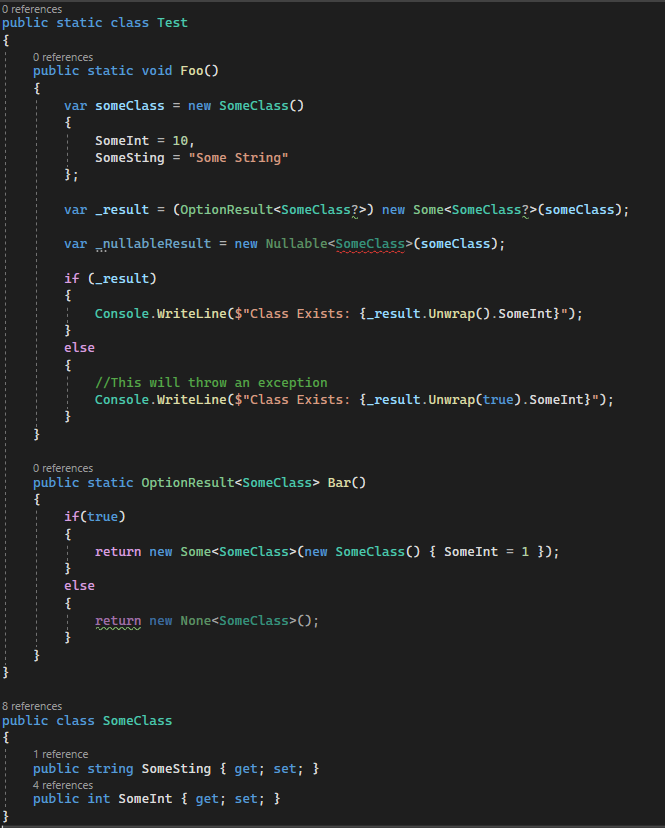 0 references
public static class Test
{
0 references
public static void Foo()
{
var someClass = new SomeClass()
{
SomeInt = 10,
SomeSting = "Some String"
};
var _result = (OptionResult<SomeClass?>) new Some<SomeClass?>(someClass);
var _nullableResult = new Nullable<SomeClass>(someClass);
if (_result)
{
Console.WriteLine($"Class Exists: {_result.Unwrap().SomeInt}");
}
else
{
//This will throw an exception
Console.WriteLine($"Class Exists: {_result.Unwrap(true).SomeInt}");
}
}
0 references
public static OptionResult<SomeClass> Bar()
{
if(true)
{
return new Some<SomeClass>(new SomeClass() { SomeInt = 1 });
}
else
{
return new None<SomeClass>();
}
}
}
8 references
public class SomeClass
{
1 reference
public string SomeSting { get; set; }
4 references
public int SomeInt { get; set; }
}